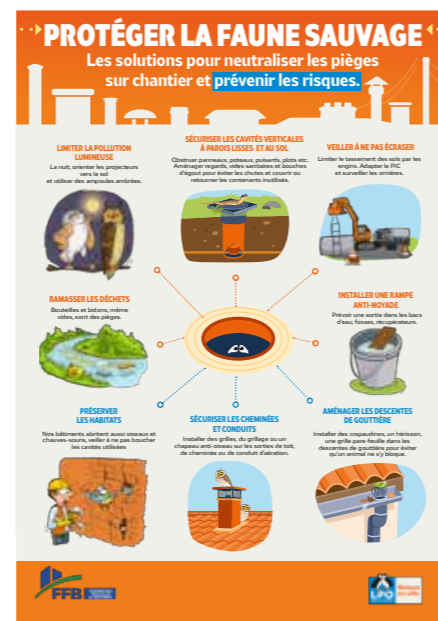 PROTÉGER LA FAUNE SAUVAGE
Les solutions pour neutraliser les pièges
sur chantier et prévenir les risques.
LIMITER LA POLLUTION
LUMINEUSE
La nuit, orienter les projecteurs
vers le sol
et utiliser des ampoules ambrées.
SÉCURISER LES CAVITÉS VERTICALES
À PAROIS LISSES ET AU SOL
Obstruer panneaux, poteaux, puisards, plots etc.
Aménager regards, vides sanitaires et bouches
d'égout pour éviter les chutes et couvrir ou
retourner les contenants inutilisés.
VEILLER À NE PAS ÉCRASER
Limiter le tassement des sols par les
engins. Adapter le PIC
et surveiller les ornières.
RAMASSER LES DÉCHETS
Bouteilles et bidons, même
vides, sont des pièges.
INSTALLER UNE RAMPE
ANTI-NOYADE
Prévoir une sortie dans les bacs
d'eau, fosses, récupérateurs.
PRÉSERVER
LES HABITATS
Nos bâtiments abritent aussi oiseaux et
chauves-souris, veiller à ne pas boucher
les cavités utilisées
SÉCURISER LES CHEMINÉES
ET CONDUITS
Installer des grilles, du grillage ou un
chapeau anti-oiseau sur les sorties de toit,
de cheminée ou de conduit d'aération.
AMÉNAGER LES DESCENTES
DE GOUTTIÈRE
Installer des crapaudines, un hérisson,
une grille pare-feuille dans les
descentes de gouttière pour éviter
qu'un animal ne s'y bloque.
FFB
LPO